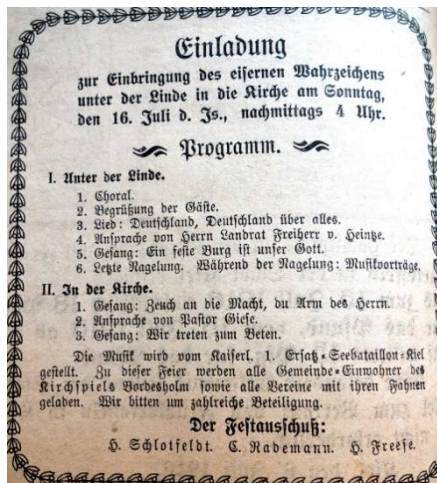 Einladung
zur Einbringung des eisernen Wahrzeichens
unter der Linde in die Kirche am Sonntag,
den 16. Juli d. Js., nachmittags 4 Uhr.
Programm.
I. Unter der Linde.
1. Choral.
2. Begrüßung der Gäste.
3. Lied: Deutschland, Deutschland über alles.
4. Ansprache von Herrn Landrat Freiherr v. Heintze.
5. Gesang: Ein feste Burg ist unser Gott.
6. Letzte Nagelung. Während der Nagelung: Musikvorträge.
II. In der Kirche.
1. Gesang: Zeuch an die Macht, du Arm des Herrn.
2. Ansprache von Pastor Giese.
3. Gesang: Wir treten zum Beten.
Die Musik wird vom Kaiserl. 1. Ersatz-Seebataillon-Kiel
gestellt. Zu dieser Feier werden alle Gemeinde-Einwohner des
Kirchspiels Bordesholm sowie alle Vereine mit ihren Fahnen
geladen. Wir bitten um zahlreiche Beteiligung.
Der Festausschuß:
H. Schlotfeldt. C. Rademann. H. Freese.